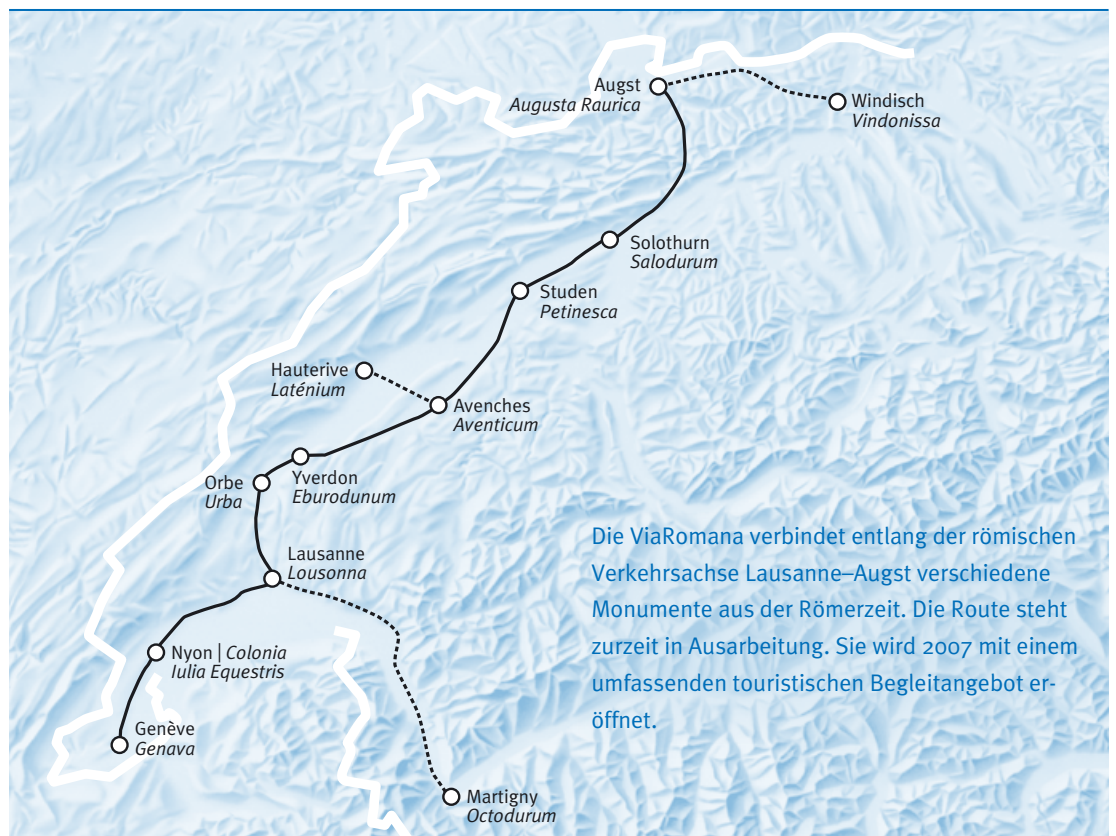 Augst
Augusta Raurica
Windisch
Vindonissa
Solothurn
Salodurum
Studen
Petinesca
Hauterive
Laténium
Avenches
Aventicum
Yverdon
Eburodunum
Orbe
Urba
Lausanne
Lousonna
Nyon | Colonia
Iulia Equestris
Genève
Genava
Martigny
Octodurum
Die ViaRomana verbindet entlang der römischen
Verkehrsachse Lausanne–Augst verschiedene
Monumente aus der Römerzeit. Die Route steht
zurzeit in Ausarbeitung. Sie wird 2007 mit einem
umfassenden touristischen Begleitangebot er-
öffnet.